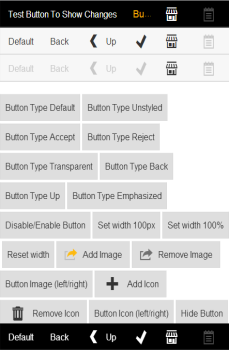 Test Button To Show Changes Bu...
Default Back Up
Default Back Up
Button Type Default Button Type Unstyled
Button Type Accept Button Type Reject
Button Type Transparent Button Type Back
Button Type Up Button Type Emphasized
Disable/Enable Button Set width 100px Set width 100%
Reset width Add Image Remove Image
Button Image (left/right) Add Icon
Remove Icon Button Icon(left/right) Hide Button
Default Back Up